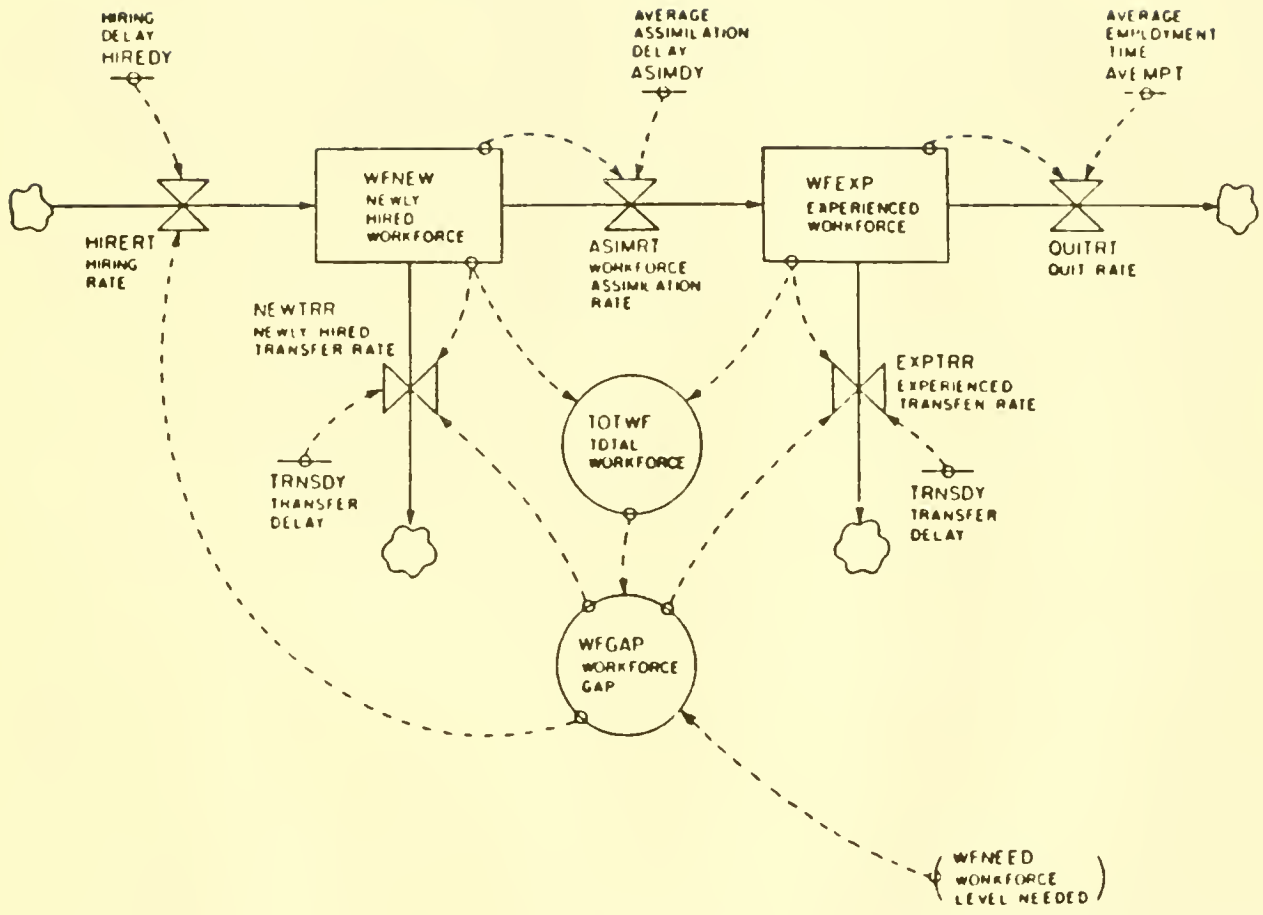 HIRING
DELAY
HIREDY
AVERAGE
ASSIMILATION
DELAY
ASIMDY
AVERAGE
EMPLOYMENT
TIME
AVEMPT
WFNEW
NEWLY
HIRED
WORKFORCE
WFEXP
EXPERIENCED
WORKFORCE
HIRERT
HIRING
RATE
ASIMRT
WORKFORCE
ASSIMILATION
RATE
QUITRT
QUIT RATE
NEWTRR
NEWLY HIRED
TRANSFER RATE
EXPTRR
EXPERIENCED
TRANSFEN RATE
TOTWF
TOTAL
WORKFORCE
TRNSDY
TRANSFER
DELAY
TRNSDY
TRANSFER
DELAY
WFGAP
WORKFORCE
GAP
WFNEED
WORKFORCE
LEVEL NEEDED